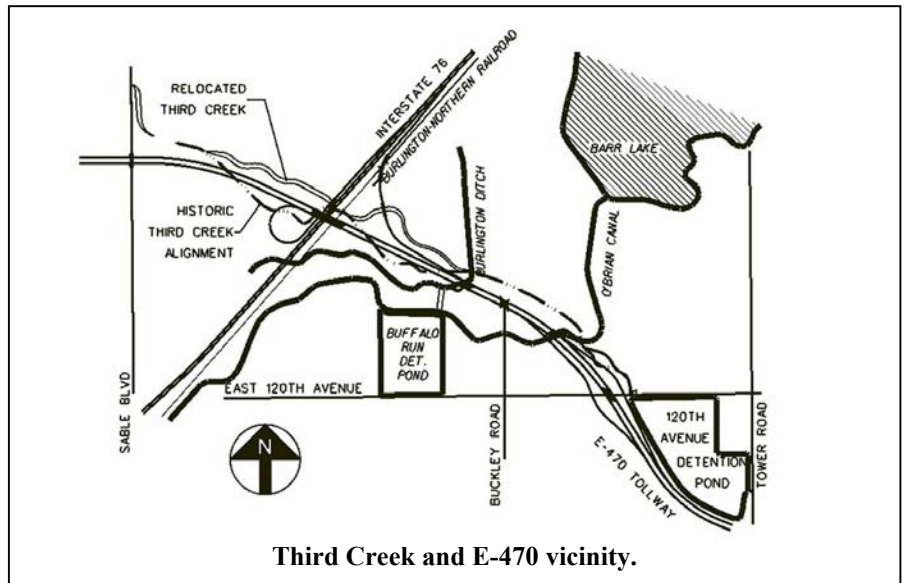 RELOCATED
THIRD CREEK
INTERSTATE 76
BURLINGTON-NORTHERN RAILROAD
BARR LAKE
HISTORIC
THIRD CREEK
ALIGNMENT
BURLINGTON DITCH
O'BRIAN CANAL
BUFFALO
RUN
DET.
POND
SABLE BLVD
EAST 120TH AVENUE
BUCKLEY ROAD
E-470 TOLLWAY
120TH
AVENUE
DETENTION
POND
TOWER ROAD
N
Third Creek and E-470 vicinity.